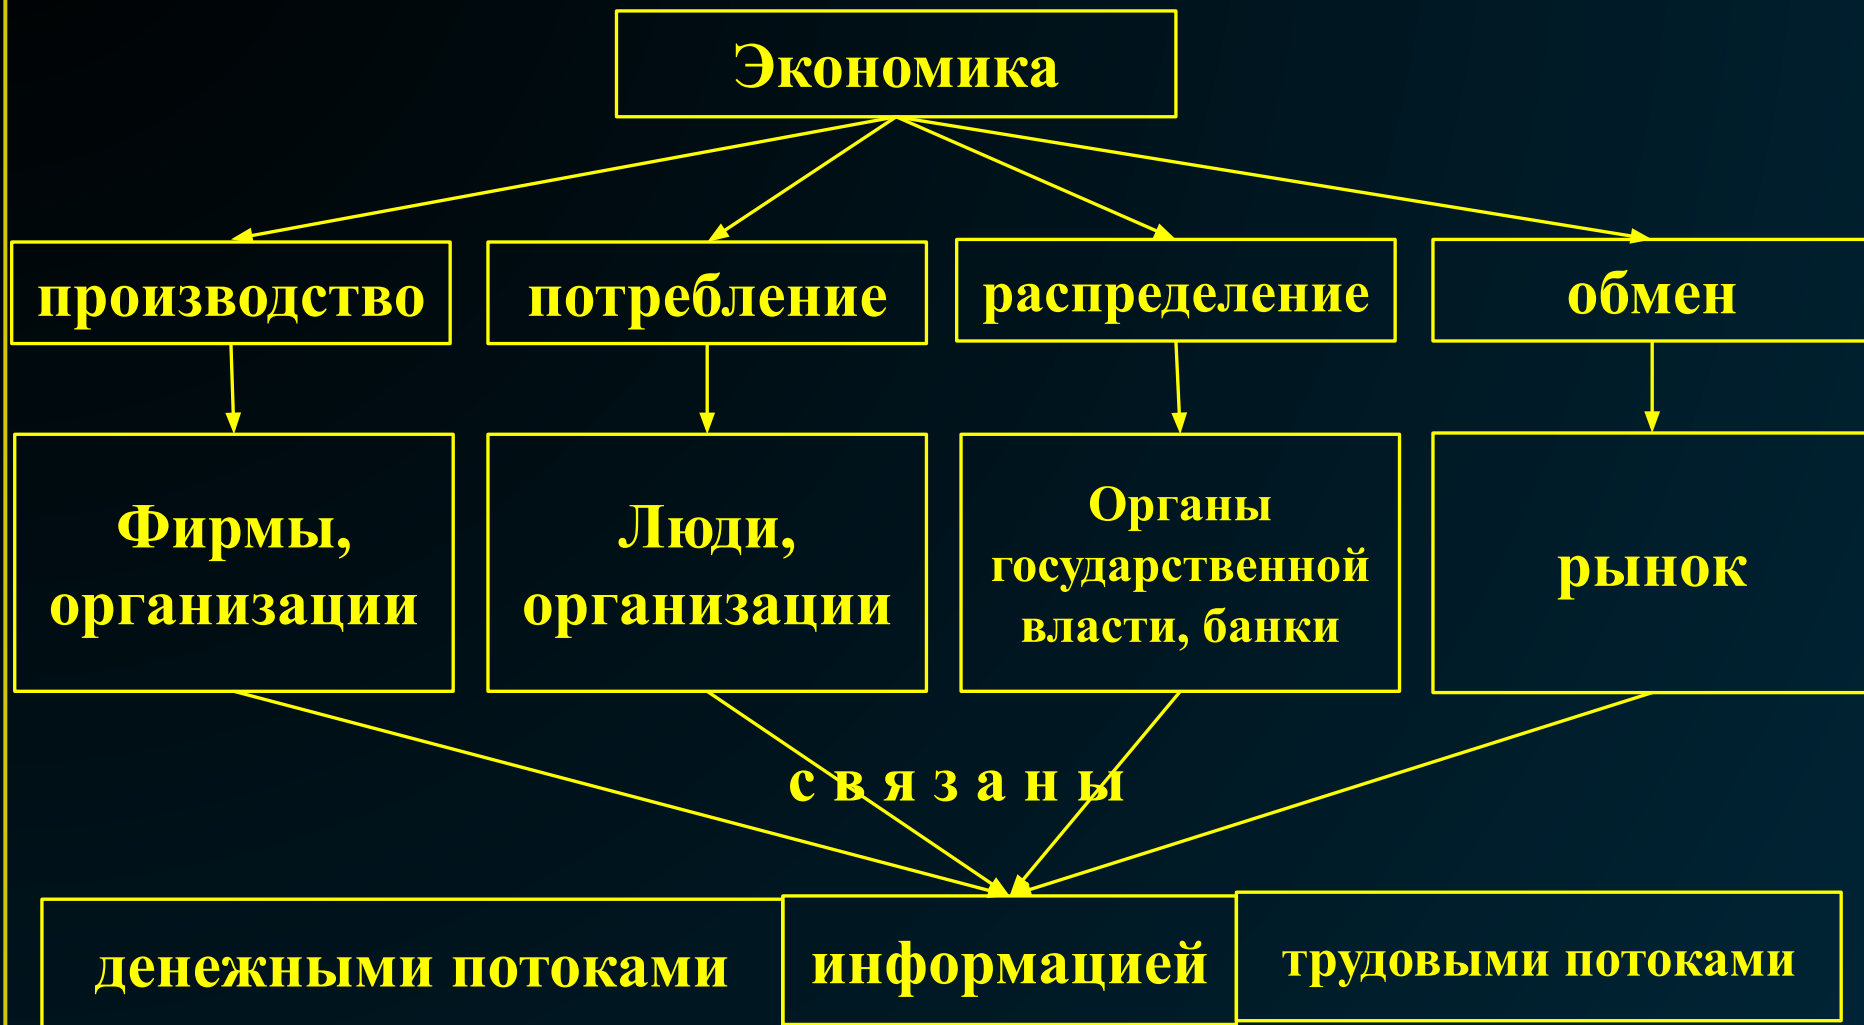 Экономика
производство
потребление
распределение
обмен
Фирмы,
организации
Люди,
организации
Органы
государственной
власти, банки
рынок
с в я з а н ы
денежными потоками
информацией
трудовыми потоками